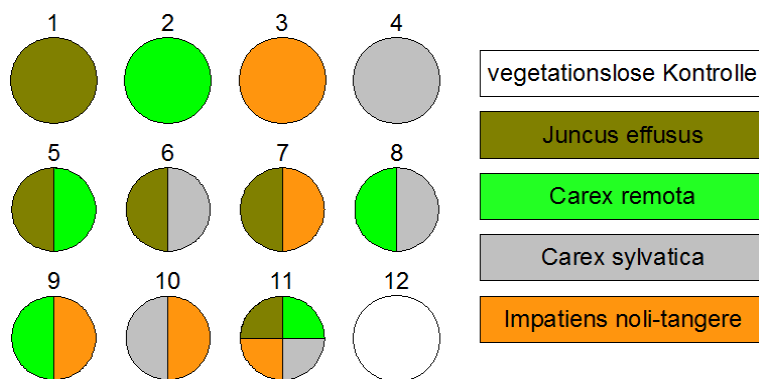 1 2 3 4
vegetationslose Kontrolle
Juncus effusus
5 6 7 8
Carex remota
Carex sylvatica
9 10 11 12
Impatiens noli-tangere